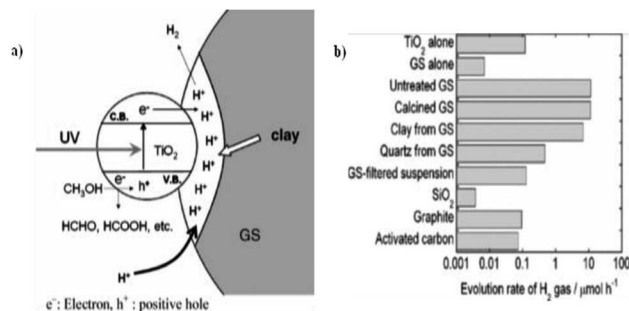 a)
H2
H+
H+
H+
H+
H+
H+
H+
C.B.
e-
UV
TiO2
clay
e-
V.B.
CH3OH
h+
HCHO, HCOOH, etc.
GS
H+
e-: Electron, h+ : positive hole
b)
TiO2 alone
GS alone
Untreated GS
Calcined GS
Clay from GS
Quartz from GS
GS-filtered suspension
SiO2
Graphite
Activated carbon
0.001 0.01 0.1 1 10 100
Evolution rate of H2 gas / μmol h-1